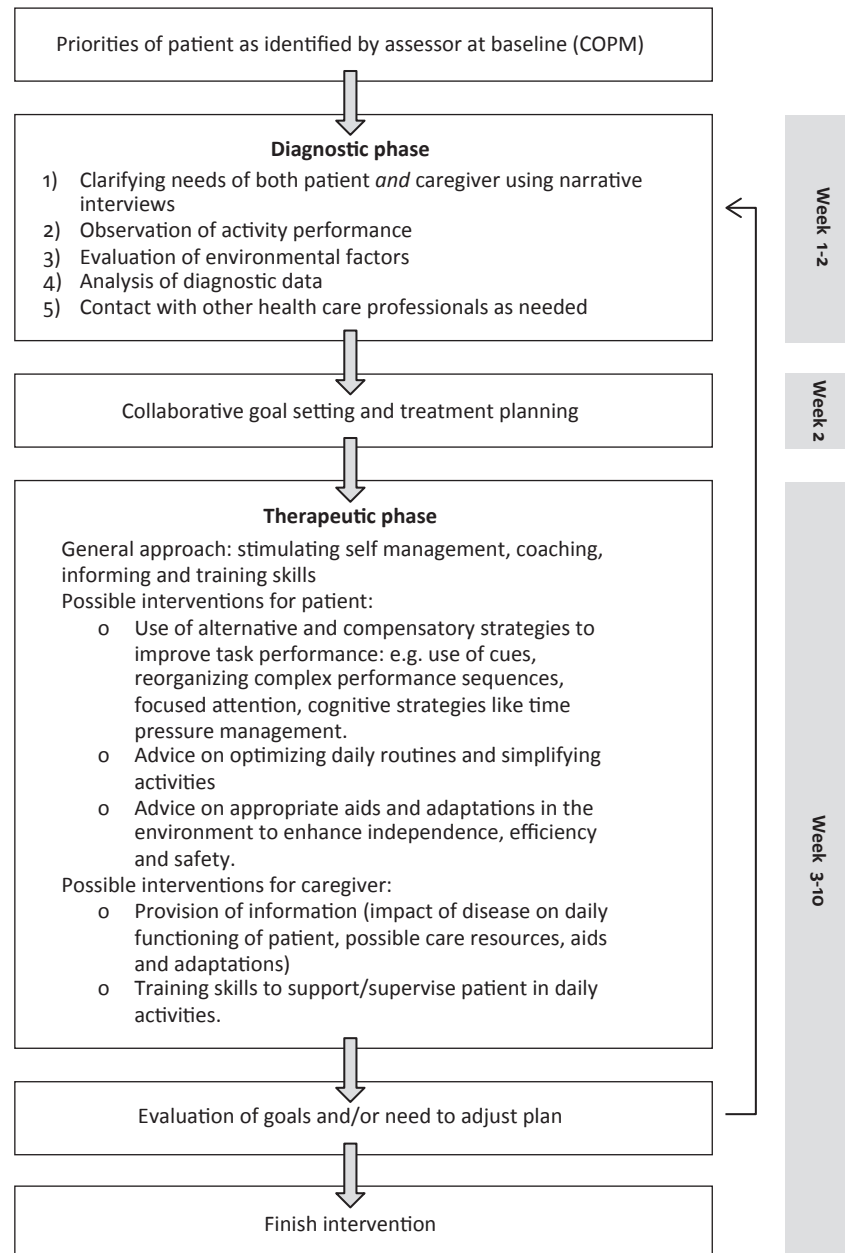 Priorities of patient as identified by assessor at baseline (COPM)
Diagnostic phase
1) Clarifying needs of both patient and caregiver using narrative
interviews
2) Observation of activity performance
3) Evaluation of environmental factors
4) Analysis of diagnostic data
5) Contact with other health care professionals as needed
Week 1-2
Collaborative goal setting and treatment planning
Week 2
Therapeutic phase
General approach: stimulating self management, coaching,
informing and training skills
Possible interventions for patient:
o Use of alternative and compensatory strategies to
improve task performance: e.g. use of cues,
reorganizing complex performance sequences,
focused attention, cognitive strategies like time
pressure management.
o Advice on optimizing daily routines and simplifying
activities
o Advice on appropriate aids and adaptations in the
environment to enhance independence, efficiency
and safety.
Possible interventions for caregiver:
o Provision of information (impact of disease on daily
functioning of patient, possible care resources, aids
and adaptations)
o Training skills to support/supervise patient in daily
activities.
Week 3-10
Evaluation of goals and/or need to adjust plan
Finish intervention